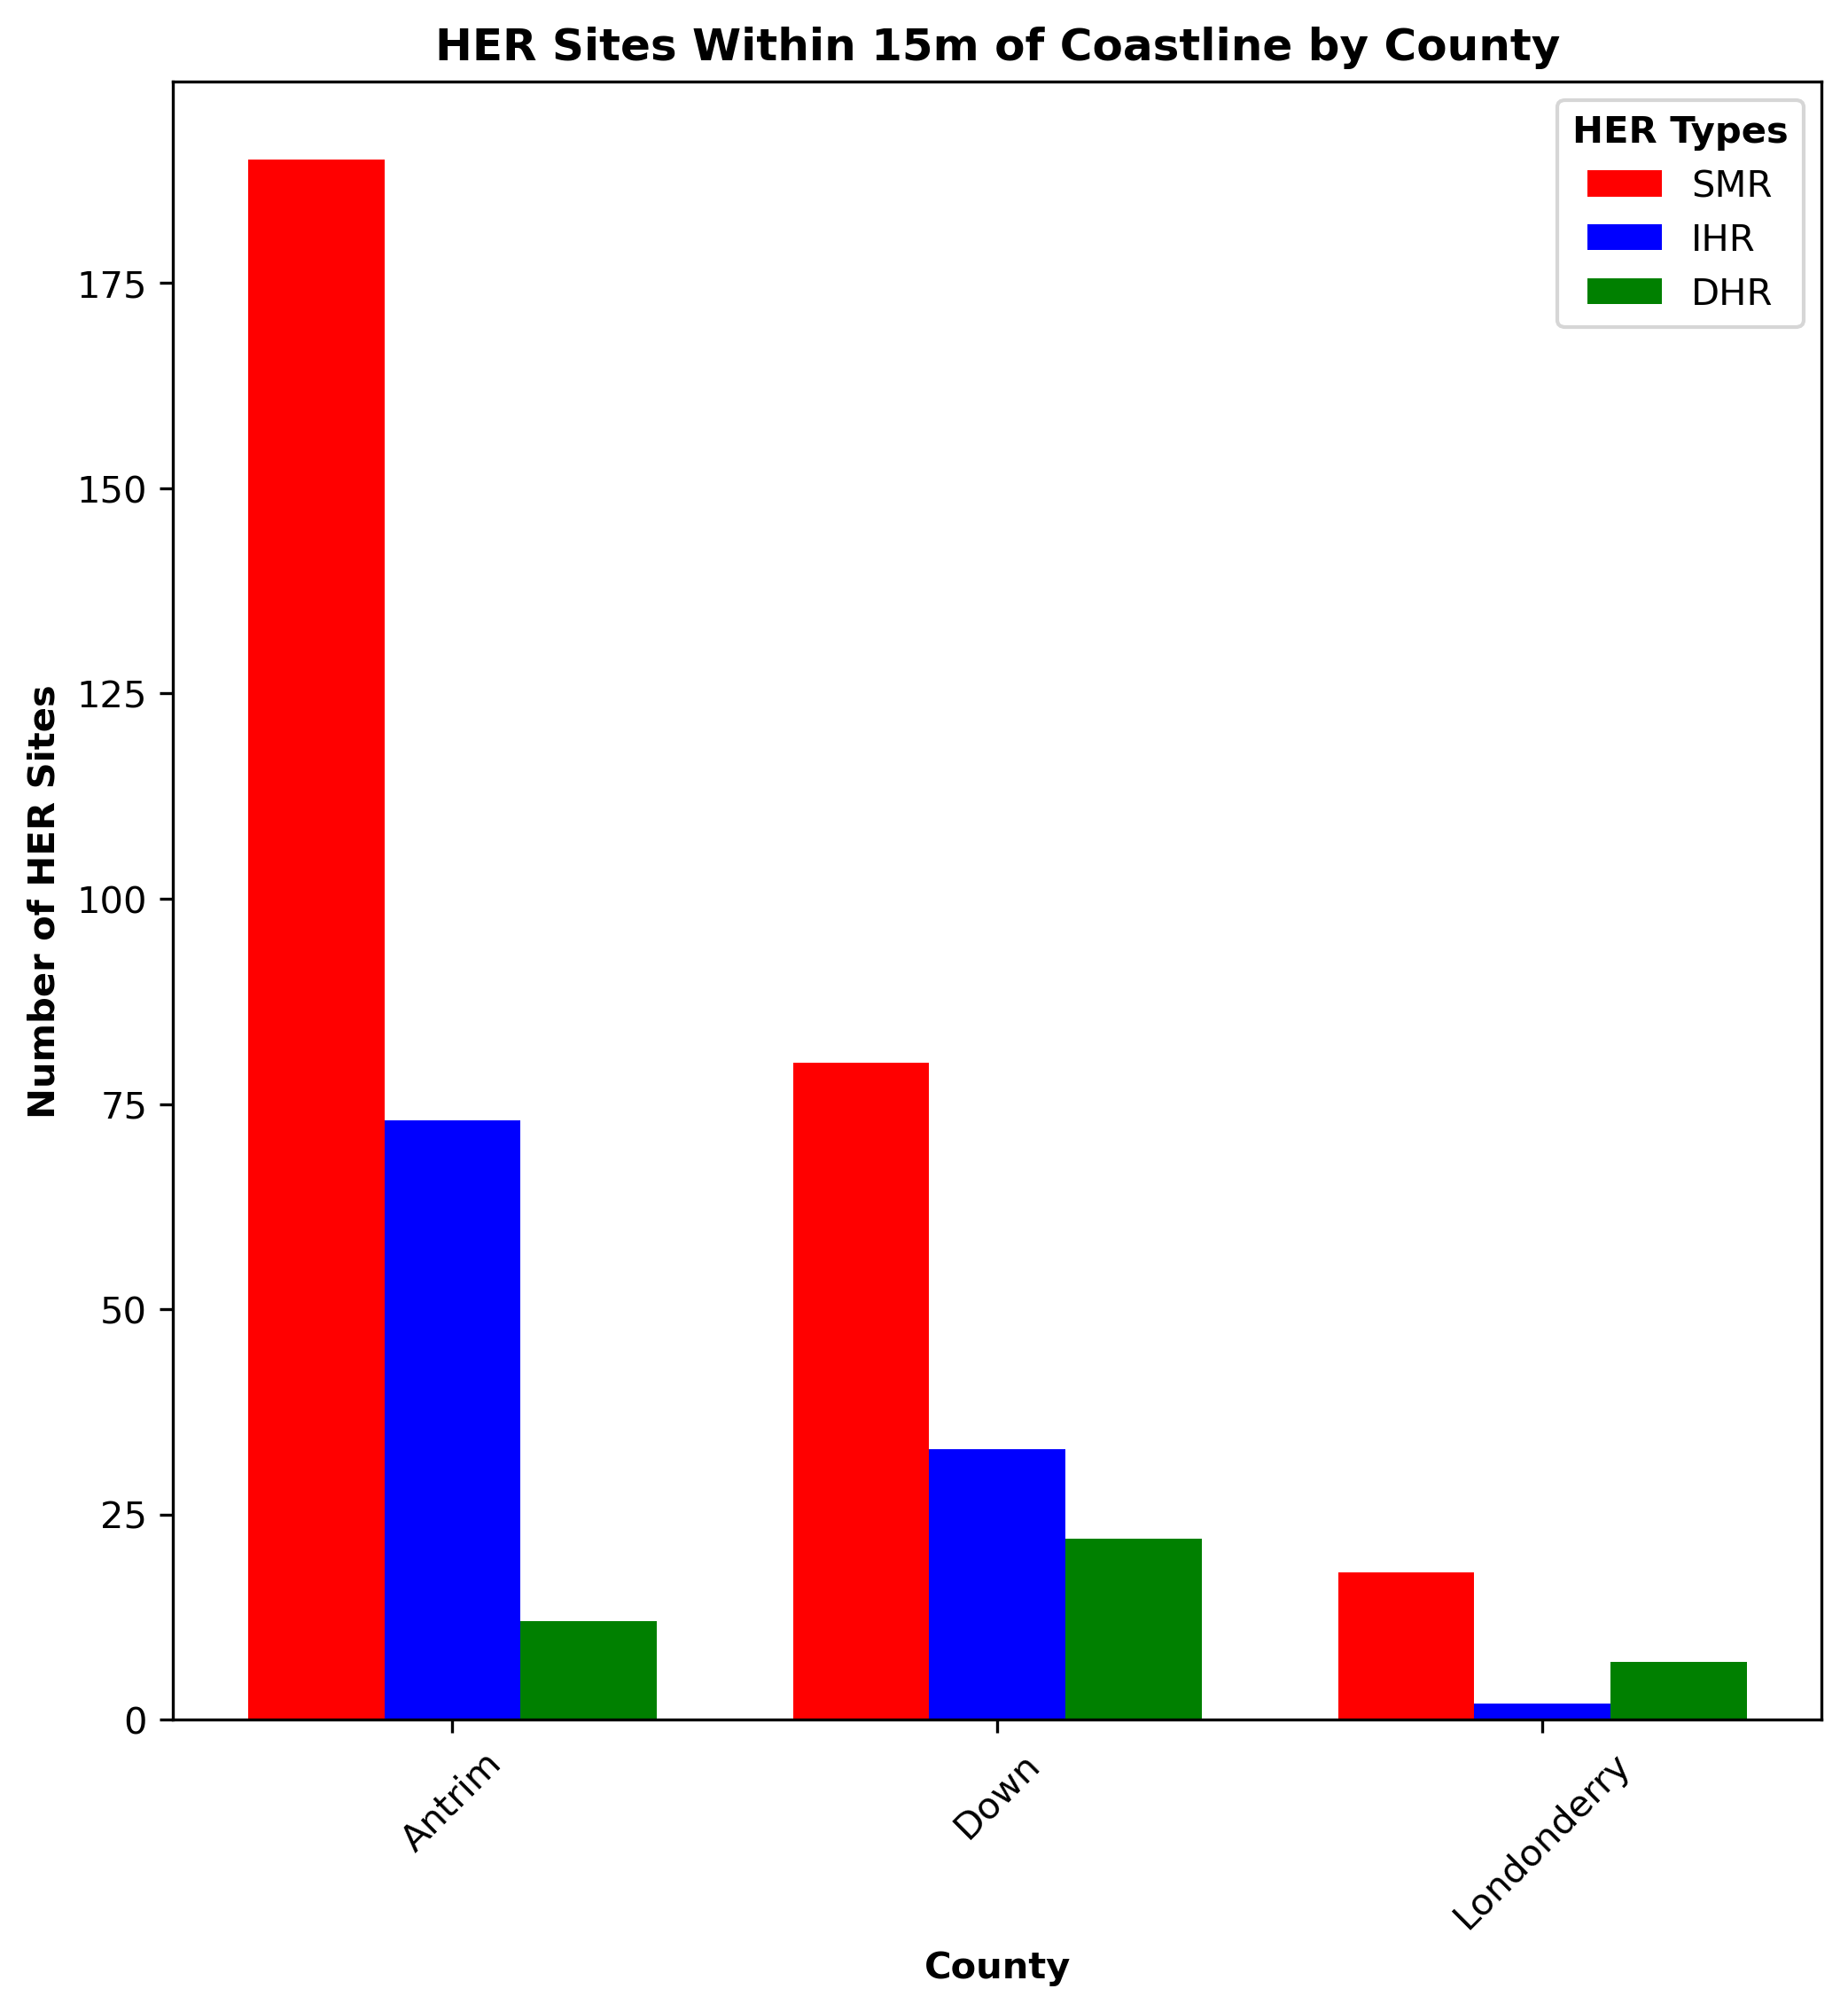 HER Sites Within 15m of Coastline by County
HER Types
SMR
IHR
DHR
Number of HER Sites
175
150
125
100
75
50
25
0
Antrim
Down
Londonderry
County